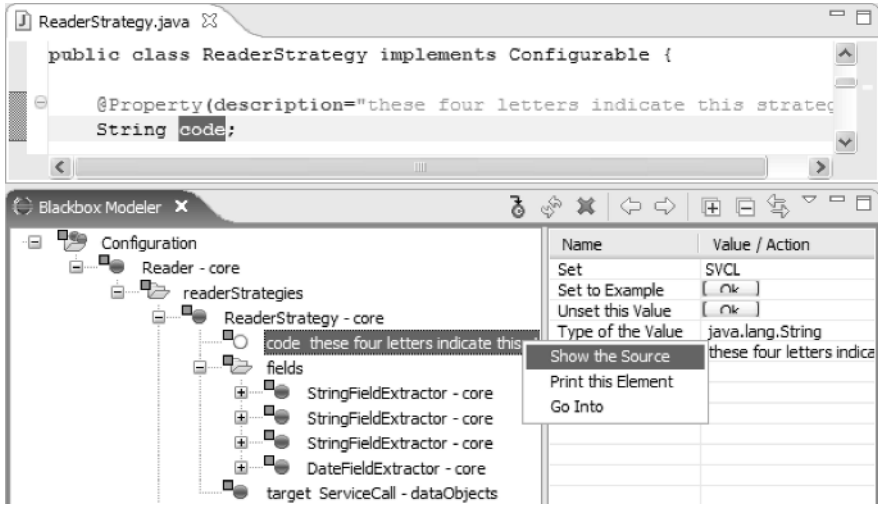 ReaderStrategy.java
public class ReaderStrategy implements Configurable {
@Property(description="these four letters indicate this strateg
String code;
Blackbox Modeler
Configuration
Reader - core
readerStrategies
ReaderStrategy - core
code these four letters indicate this
fields
StringFieldExtractor - core
StringFieldExtractor - core
StringFieldExtractor - core
DateFieldExtractor - core
target ServiceCall - dataObjects
Name Value / Action
Set SVCL
Set to Example [ Ok ]
Unset this Value [ Ok ]
Type of the Value java.lang.String
these four letters indica
Show the Source
Print this Element
Go Into